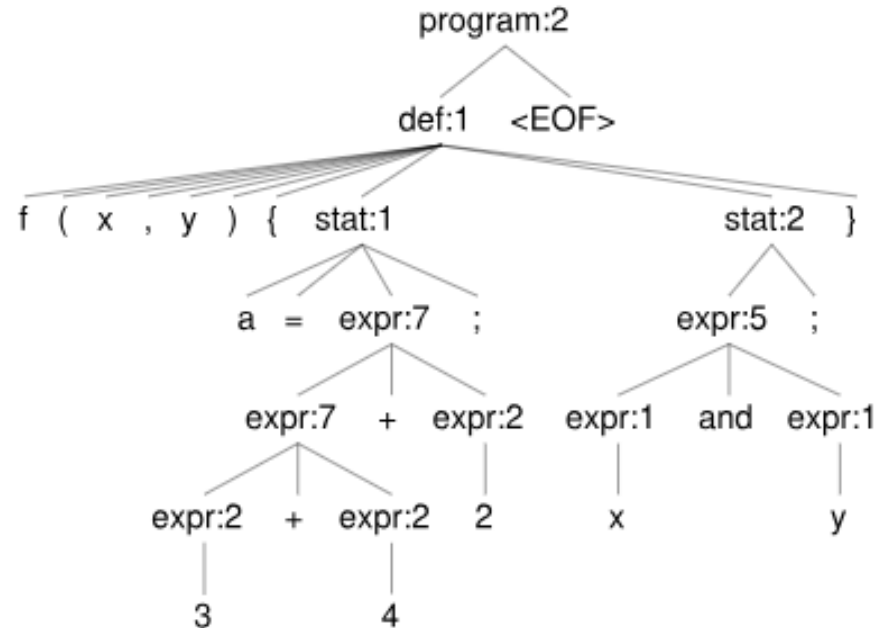 program:2
def:1 <EOF>
f ( x , y ) { stat:1 stat:2 }
a = expr:7 ; expr:5 ;
expr:7 + expr:2 expr:1 and expr:1
expr:2 + expr:2 2 x y
3 4